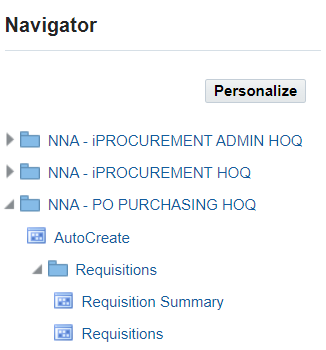 Navigator
Personalize
NNA - iPROCUREMENT ADMIN HOQ
NNA - iPROCUREMENT HOQ
NNA - PO PURCHASING HOQ
AutoCreate
Requisitions
Requisition Summary
Requisitions